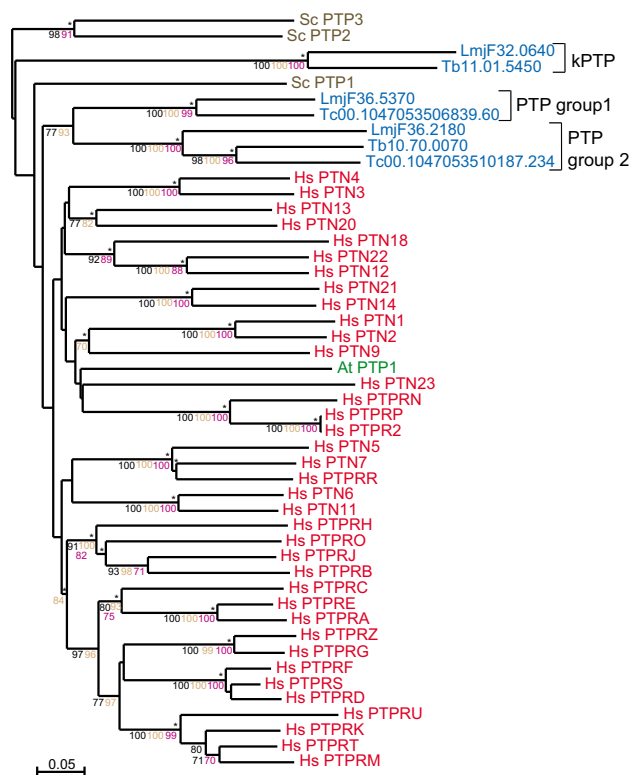 Sc PTP3
98 91 *
Sc PTP2
LmjF32.0640
100 100 100 *
Tb11.01.5450
kPTP
Sc PTP1
LmjF36.5370
100 100 99 *
Tc00.1047053506839.60
PTP group1
77 93 *
LmjF36.2180
100 100 100 *
Tb10.70.0070
98 100 96 *
Tc00.1047053510187.234
PTP
group 2
Hs PTN4
100 100 100 *
Hs PTN3
Hs PTN13
77 82 *
Hs PTN20
Hs PTN18
92 89 *
Hs PTN22
100 100 88 *
Hs PTN12
Hs PTN21
100 100 100 *
Hs PTN14
Hs PTN1
100 100 100 *
Hs PTN2
70 *
Hs PTN9
At PTP1
Hs PTN23
Hs PTPRN
100 100 100 *
Hs PTPRP
100 100 100 *
Hs PTPR2
Hs PTN5
100 100 100 *
Hs PTN7
*
Hs PTPRR
Hs PTN6
100 100 100 *
Hs PTN11
Hs PTPRH
91 100 *
82
Hs PTPRO
*
Hs PTPRJ
93 98 71
Hs PTPRB
84 *
Hs PTPRC
80 93 *
75
Hs PTPRE
100 100 100 *
Hs PTPRA
97 96
Hs PTPRZ
100 99 100 *
Hs PTPRG
Hs PTPRF
100 100 100 *
Hs PTPRS
Hs PTPRD
77 97
Hs PTPRU
100 100 99 *
Hs PTPRK
80
Hs PTPRT
71 70
Hs PTPRM
0.05